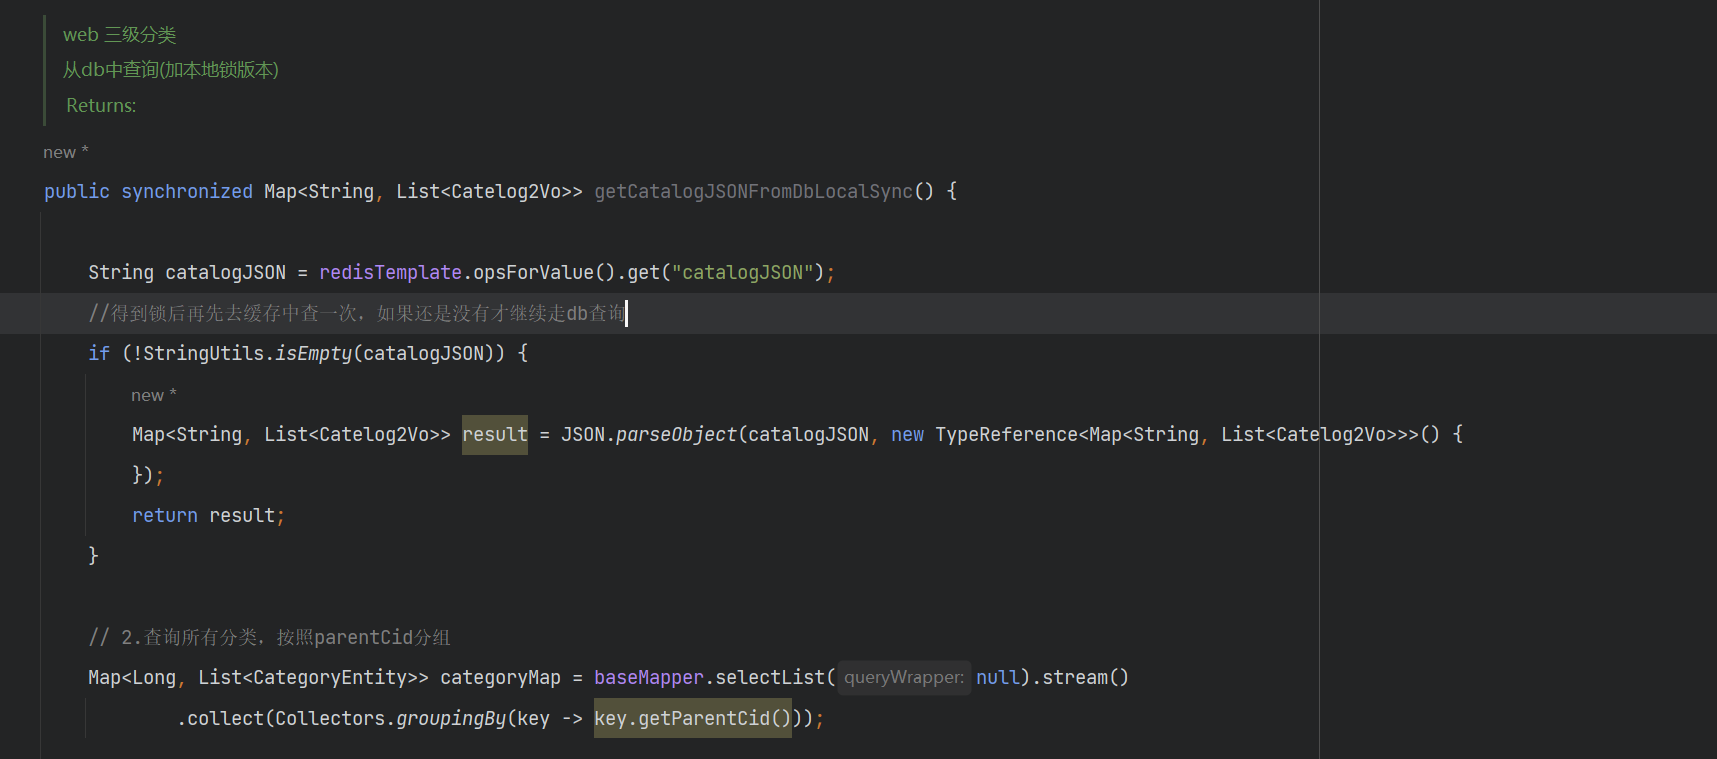 web 三级分类
从db中查询(加本地锁版本)
Returns:
new *
public synchronized Map<String, List<Catelog2Vo>> getCatalogJSONFromDbLocalSync() {
String catalogJSON = redisTemplate.opsForValue().get("catalogJSON");
//得到锁后再先去缓存中查一次，如果还是没有才继续走db查询
if (!StringUtils.isEmpty(catalogJSON)) {
new *
Map<String, List<Catelog2Vo>> result = JSON.parseObject(catalogJSON, new TypeReference<Map<String, List<Catelog2Vo>>>() {
});
return result;
}
// 2.查询所有分类，按照parentCid分组
Map<Long, List<CategoryEntity>> categoryMap = baseMapper.selectList( queryWrapper: null).stream()
.collect(Collectors.groupingBy(key -> key.getParentCid()));